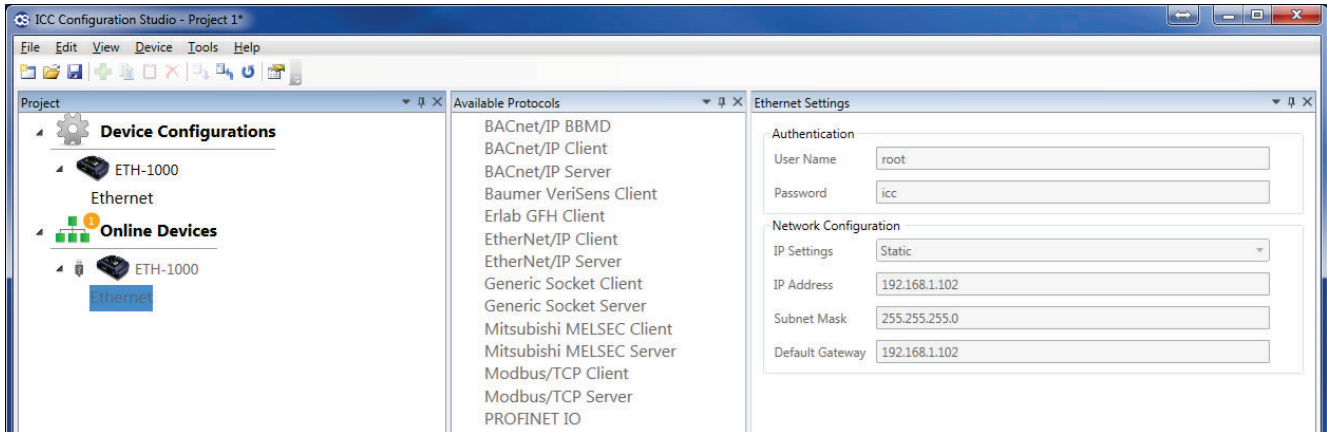 ICC Configuration Studio - Project 1*
File Edit View Device Tools Help
Project
Device Configurations
ETH-1000
Ethernet
1
Online Devices
ETH-1000
Ethernet
Available Protocols
BACnet/IP BBMD
BACnet/IP Client
BACnet/IP Server
Baumer VeriSens Client
Erlab GFH Client
EtherNet/IP Client
EtherNet/IP Server
Generic Socket Client
Generic Socket Server
Mitsubishi MELSEC Client
Mitsubishi MELSEC Server
Modbus/TCP Client
Modbus/TCP Server
PROFINET IO
Ethernet Settings
Authentication
User Name root
Password icc
Network Configuration
IP Settings Static
IP Address 192.168.1.102
Subnet Mask 255.255.255.0
Default Gateway 192.168.1.102